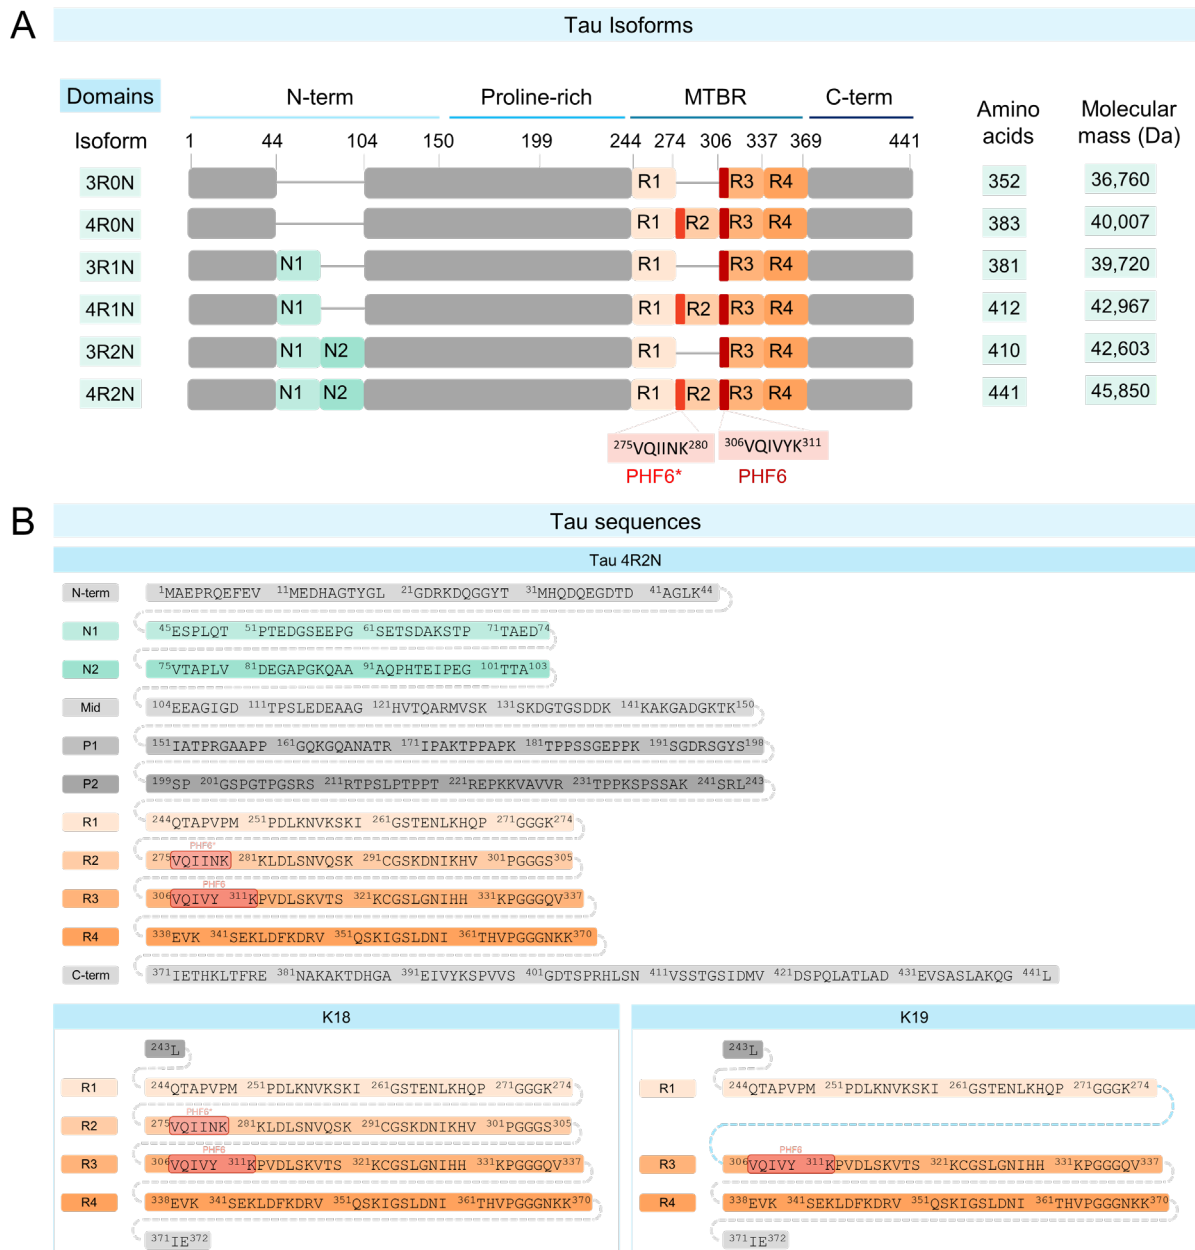 A
Tau Isoforms
Domains N-term Proline-rich MTBR C-term Amino acids Molecular mass (Da)
Isoform 1 44 104 150 199 244 274 306 337 369 441
3R0N R1 R3 R4 352 36,760
4R0N R1 R2 R3 R4 383 40,007
3R1N N1 R1 R3 R4 381 39,720
4R1N N1 R1 R2 R3 R4 412 42,967
3R2N N1 N2 R1 R3 R4 410 42,603
4R2N N1 N2 R1 R2 R3 R4 441 45,850
275VQIINK280 306VQIVYK311
PHF6* PHF6
B
Tau sequences
Tau 4R2N
N-term 1MAEPRQEFEV 11MEDHAGTYGL 21GDRKDQGGYT 31MHQDQEGDTD 41AGLK44
N1 45ESPLQT 51PTEDGSEEPG 61SETSDAKSTP 71TAED74
N2 75VTAPLV 81DEGAPGKQAA 91AQPHTEIPEG 101TTA103
Mid 104EEAGIGD 111TPSLEDEAAG 121HVTQARMVSK 131SKDGTGSDDK 141KAKGADGKTK150
P1 151IATPRGAAPP 161GQKGQANATR 171IPAKTPPAPK 181TPPSSGEPPK 191SGDRSGYS198
P2 199SP 201GSPGTPGSRS 211RTPSLPTPPT 221REPKKVAVVR 231TPPKSPSSAK 241SRL243
R1 244QTAPVPM 251PDLKNVKSKI 261GSTENLKHQP 271GGGK274
PHF6*
R2 275VQIINK 281KLDLSNVQSK 291CGSKDNIKHV 301PGGGS305
PHF6
R3 306VQIVY 311KPVDLSKVTS 321KCGSLGNIHH 331KPGGGQV337
R4 338EVK 341SEKLDFKDRV 351QSKIGSLDNI 361THVPGGGNKK370
C-term 371IETHKLTFRE 381NAKAKTDHGA 391EIVYKSPVVS 401GDTSPRHLSN 411VSSTGSIDMV 421DSPQLATLAD 431EVSASLAKQG 441L
K18
243L
R1 244QTAPVPM 251PDLKNVKSKI 261GSTENLKHQP 271GGGK274
PHF6*
R2 275VQIINK 281KLDLSNVQSK 291CGSKDNIKHV 301PGGGS305
PHF6
R3 306VQIVY 311KPVDLSKVTS 321KCGSLGNIHH 331KPGGGQV337
R4 338EVK 341SEKLDFKDRV 351QSKIGSLDNI 361THVPGGGNKK370
371IE372
K19
243L
R1 244QTAPVPM 251PDLKNVKSKI 261GSTENLKHQP 271GGGK274
PHF6
R3 306VQIVY 311KPVDLSKVTS 321KCGSLGNIHH 331KPGGGQV337
R4 338EVK 341SEKLDFKDRV 351QSKIGSLDNI 361THVPGGGNKK370
371IE372